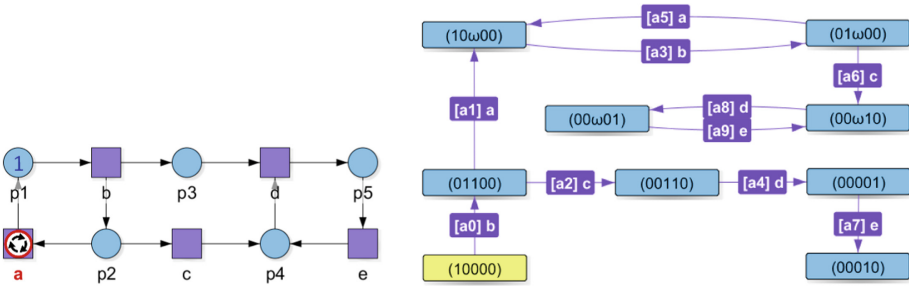 [a5] a
(10ω00)
(01ω00)
[a3] b
[a6] c
[a1] a
[a8] d
(00ω01)
(00ω10)
[a9] e
1
p1
b
p3
d
p5
(01100)
[a2] c
(00110)
[a4] d
(00001)
[a0] b
[a7] e
a
p2
c
p4
e
(10000)
(00010)